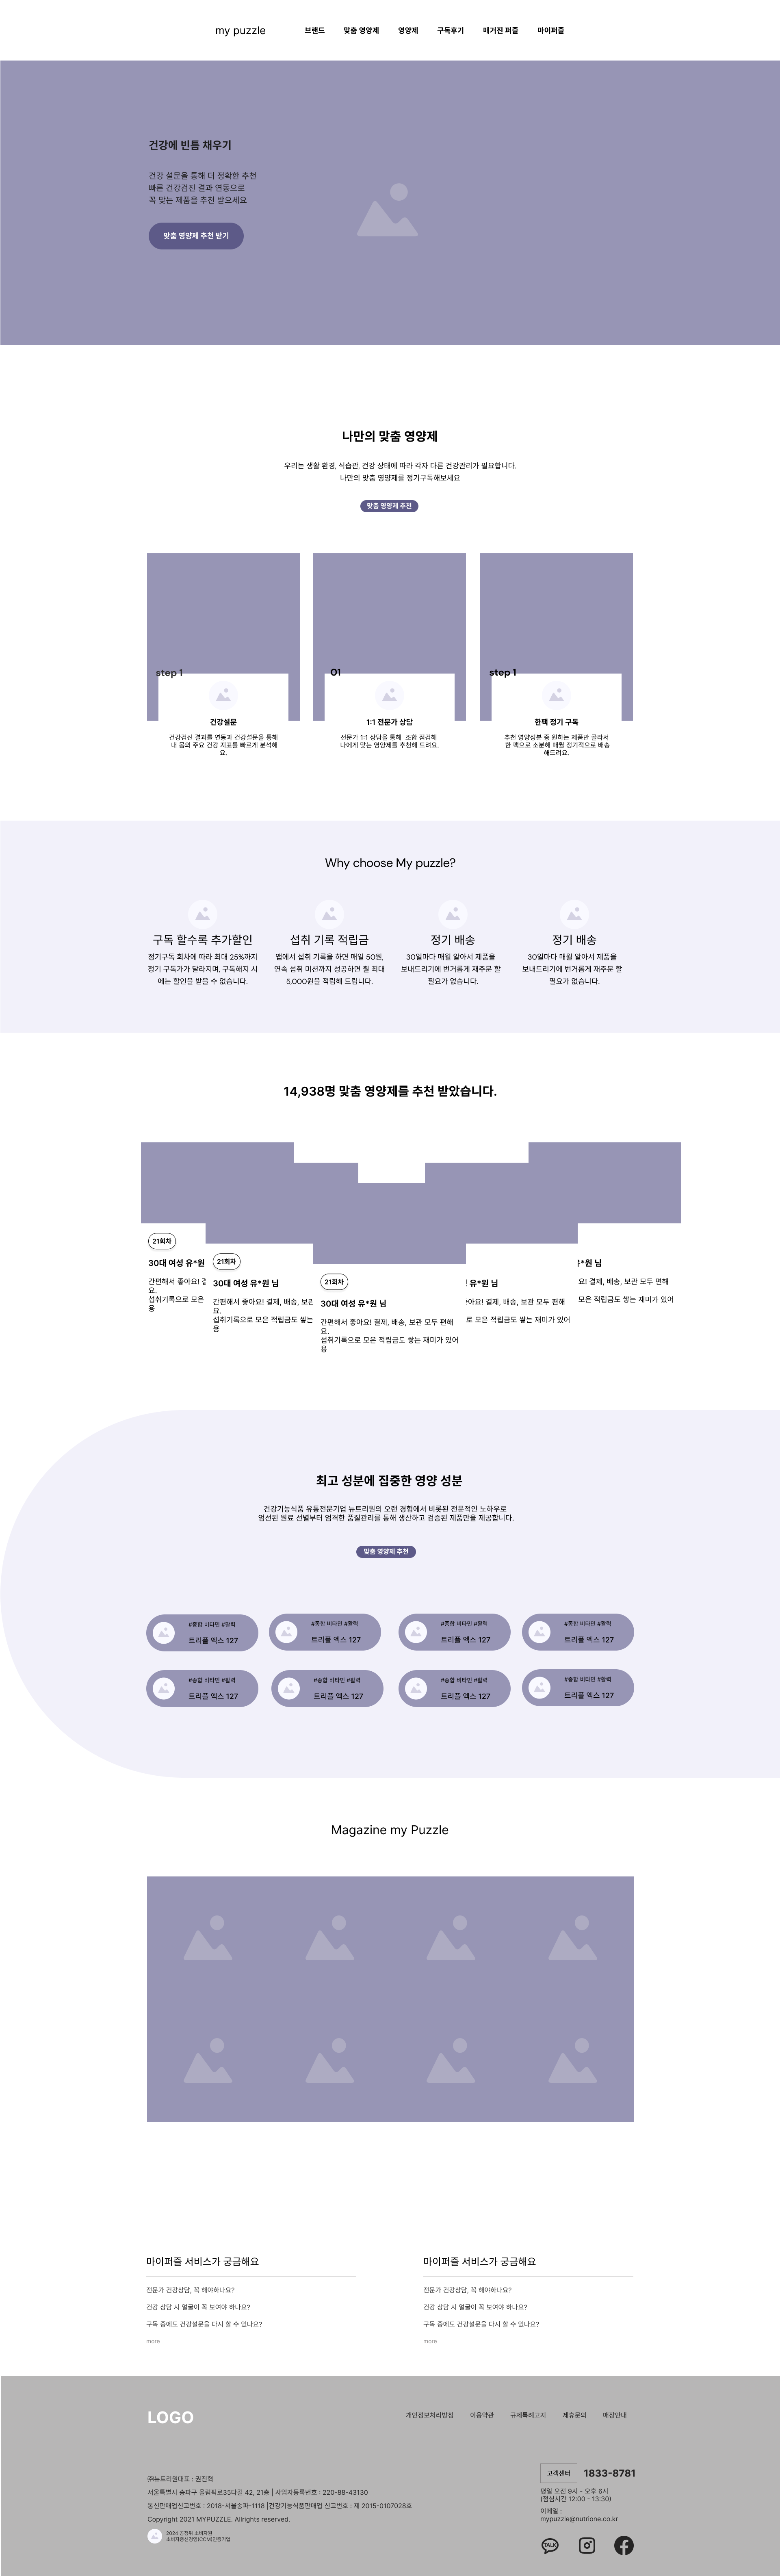 my puzzle
브랜드
맞춤 영양제
영양제
구독후기
매거진 퍼즐
마이퍼즐
건강에 빈틈 채우기
건강 설문을 통해 더 정확한 추천
빠른 건강검진 결과 연동으로
꼭 맞는 제품을 추천 받으세요
맞춤 영양제 추천 받기
나만의 맞춤 영양제
우리는 생활 환경, 식습관, 건강 상태에 따라 각자 다른 건강관리가 필요합니다.
나만의 맞춤 영양제를 정기구독해보세요
맞춤 영양제 추천
step 1
건강설문
건강검진 결과를 연동과 건강설문을 통해
내 몸의 주요 건강 지표를 빠르게 분석해
요.
01
1:1 전문가 상담
전문가 1:1 상담을 통해 조합 점검해
나에게 맞는 영양제를 추천해 드려요.
step 1
한팩 정기 구독
추천 영양성분 중 원하는 제품만 골라서
한 팩으로 소분해 매월 정기적으로 배송
해드려요.
Why choose My puzzle?
구독 할수록 추가할인
정기구독 회차에 따라 최대 25%까지
정기 구독가가 달라지며, 구독해지 시
에는 할인을 받을 수 없습니다.
섭취 기록 적립금
앱에서 섭취 기록을 하면 매일 50원,
연속 섭취 미션까지 성공하면 훨 최대
5,000원을 적립해 드립니다.
정기 배송
30일마다 매월 알아서 제품을
보내드리기에 번거롭게 재주문 할
필요가 없습니다.
정기 배송
30일마다 매월 알아서 제품을
보내드리기에 번거롭게 재주문 할
필요가 없습니다.
14,938명 맞춤 영양제를 추천 받았습니다.
21회차
30대 여성 유*원
간편해서 좋아요!
요.
섭취기록으로 모은
용
21회차
30대 여성 유*원 님
간편해서 좋아요! 결제, 배송, 보관
요.
섭취기록으로 모은 적립금도 쌓는
용
21회차
30대 여성 유*원 님
간편해서 좋아요! 결제, 배송, 보관 모두 편해
요.
섭취기록으로 모은 적립금도 쌓는 재미가 있어
용
유*원 님
아요! 결제, 배송, 보관 모두 편해
로 모은 적립금도 쌓는 재미가 있어
*원 님
요! 결제, 배송, 보관 모두 편해
모은 적립금도 쌓는 재미가 있어
최고 성분에 집중한 영양 성분
건강기능식품 유통전문기업 뉴트리원의 오랜 경험에서 비롯된 전문적인 노하우로
엄선된 원료 선별부터 엄격한 품질관리를 통해 생산하고 검증된 제품만을 제공합니다.
맞춤 영양제 추천
#종합 비타민 #활력
트리플 엑스 127
#종합 비타민 #활력
트리플 엑스 127
#종합 비타민 #활력
트리플 엑스 127
#종합 비타민 #활력
트리플 엑스 127
#종합 비타민 #활력
트리플 엑스 127
#종합 비타민 #활력
트리플 엑스 127
#종합 비타민 #활력
트리플 엑스 127
#종합 비타민 #활력
트리플 엑스 127
Magazine my Puzzle
마이퍼즐 서비스가 궁금해요
전문가 건강상담, 꼭 해야하나요?
건강 상담 시 얼굴이 꼭 보여야 하나요?
구독 중에도 건강설문을 다시 할 수 있나요?
more
마이퍼즐 서비스가 궁금해요
전문가 건강상담, 꼭 해야하나요?
건강 상담 시 얼굴이 꼭 보여야 하나요?
구독 중에도 건강설문을 다시 할 수 있나요?
more
LOGO
개인정보처리방침
이용약관
규제특례고지
제휴문의
매장안내
㈜뉴트리원대표 : 권진혁
서울특별시 송파구 올림픽로35다길 42, 21층 | 사업자등록번호 : 220-88-43130
통신판매업신고번호 : 2018-서울송파-1118 |건강기능식품판매업 신고번호 : 제 2015-0107028호
Copyright 2021 MYPUZZLE. Allrights reserved.
2024 공정위 소비자원
소비자중심경영(CCM)인증기업
고객센터
1833-8781
평일 오전 9시 - 오후 6시
(점심시간 12:00 - 13:30)
이메일 :
mypuzzle@nutrione.co.kr
TALK